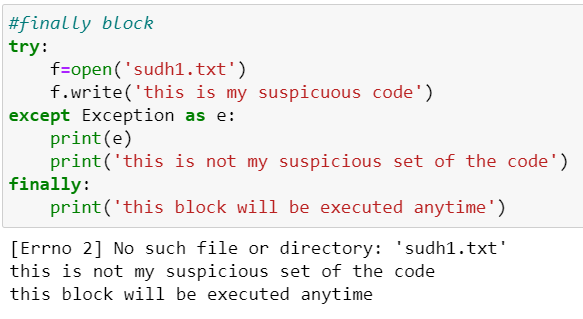 #finally block
try:
    f=open('sudh1.txt')
    f.write('this is my suspicuous code')
except Exception as e:
    print(e)
    print('this is not my suspicious set of the code')
finally:
    print('this block will be executed anytime')
[Errno 2] No such file or directory: 'sudh1.txt'
this is not my suspicious set of the code
this block will be executed anytime